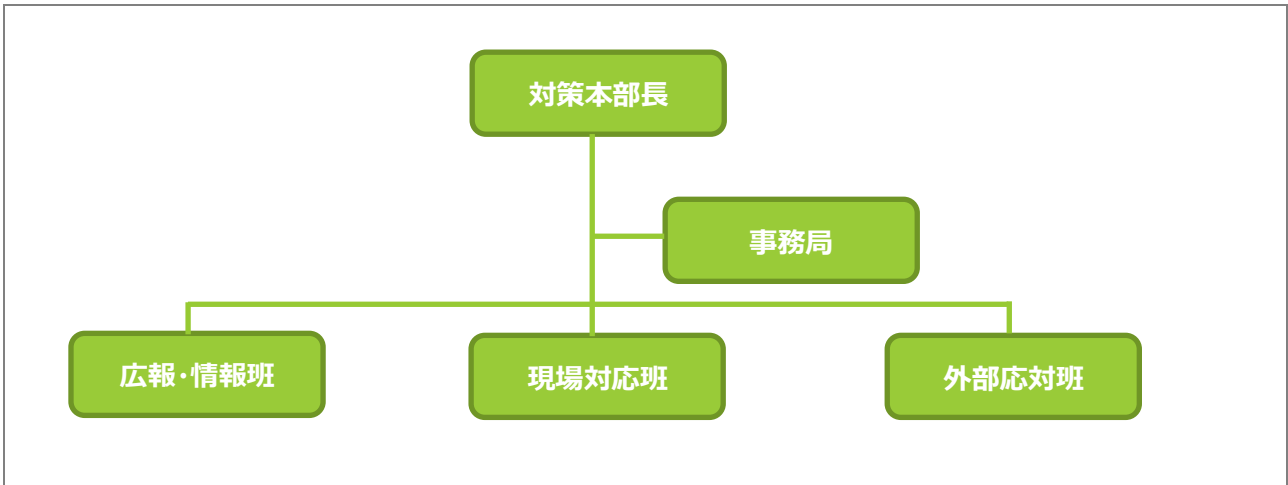 対策本部長
事務局
広報・情報班
現場対応班
外部応対班